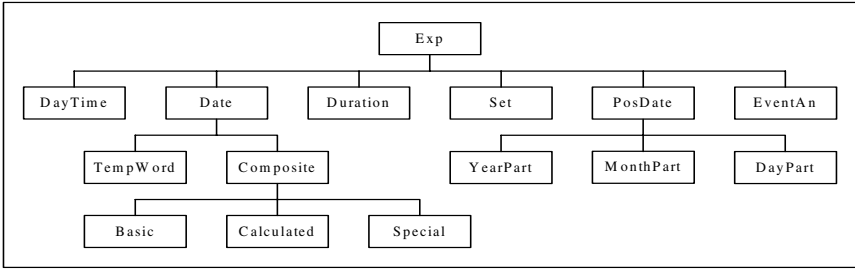 Exp
DayTime Date Duration Set PosDate EventAn
TempWord Composite YearPart MonthPart DayPart
Basic Calculated Special